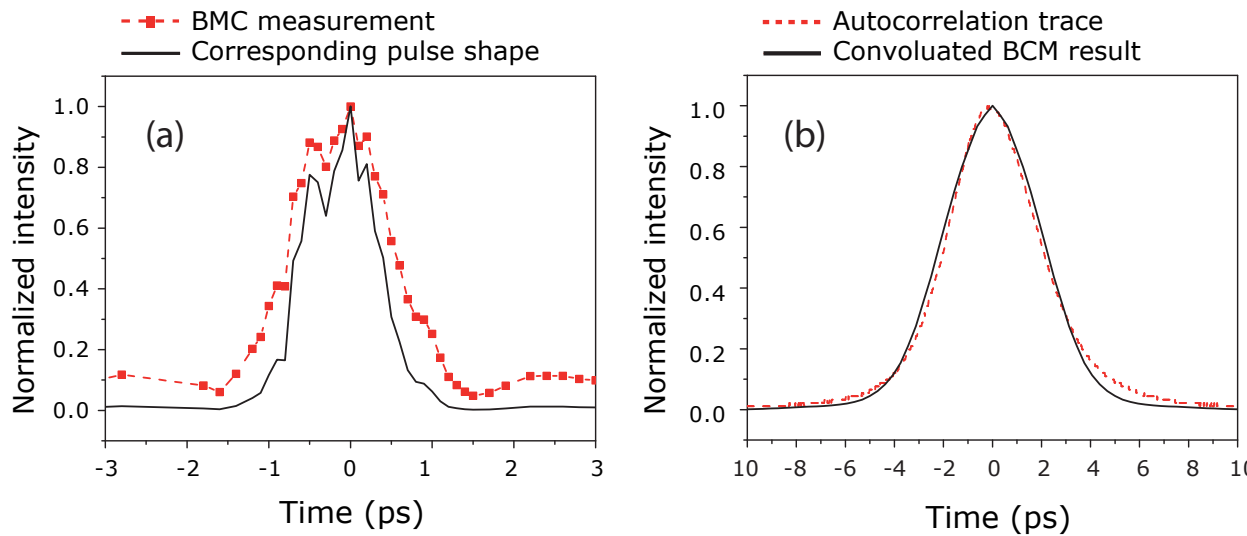 BMC measurement
Corresponding pulse shape
(a)
Normalized intensity
1.0
0.8
0.6
0.4
0.2
0.0
-3 -2 -1 0 1 2 3
Time (ps)
Autocorrelation trace
Convoluated BCM result
(b)
Normalized intensity
1.0
0.8
0.6
0.4
0.2
0.0
10 -8 -6 -4 -2 0 2 4 6 8 10
Time (ps)